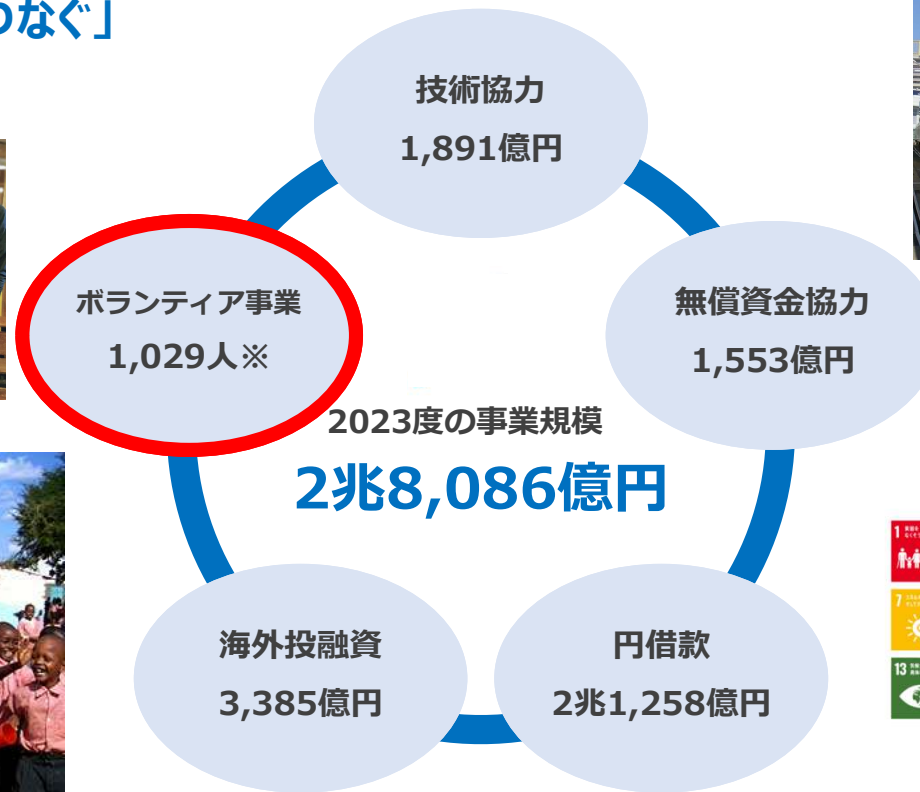 つなぐ」
技術協力
1,891億円
ボランティア事業
1,029人※
無償資金協力
1,553億円
2023度の事業規模
2兆8,086億円
海外投融資
3,385億円
円借款
2兆1,258億円
1
7
13